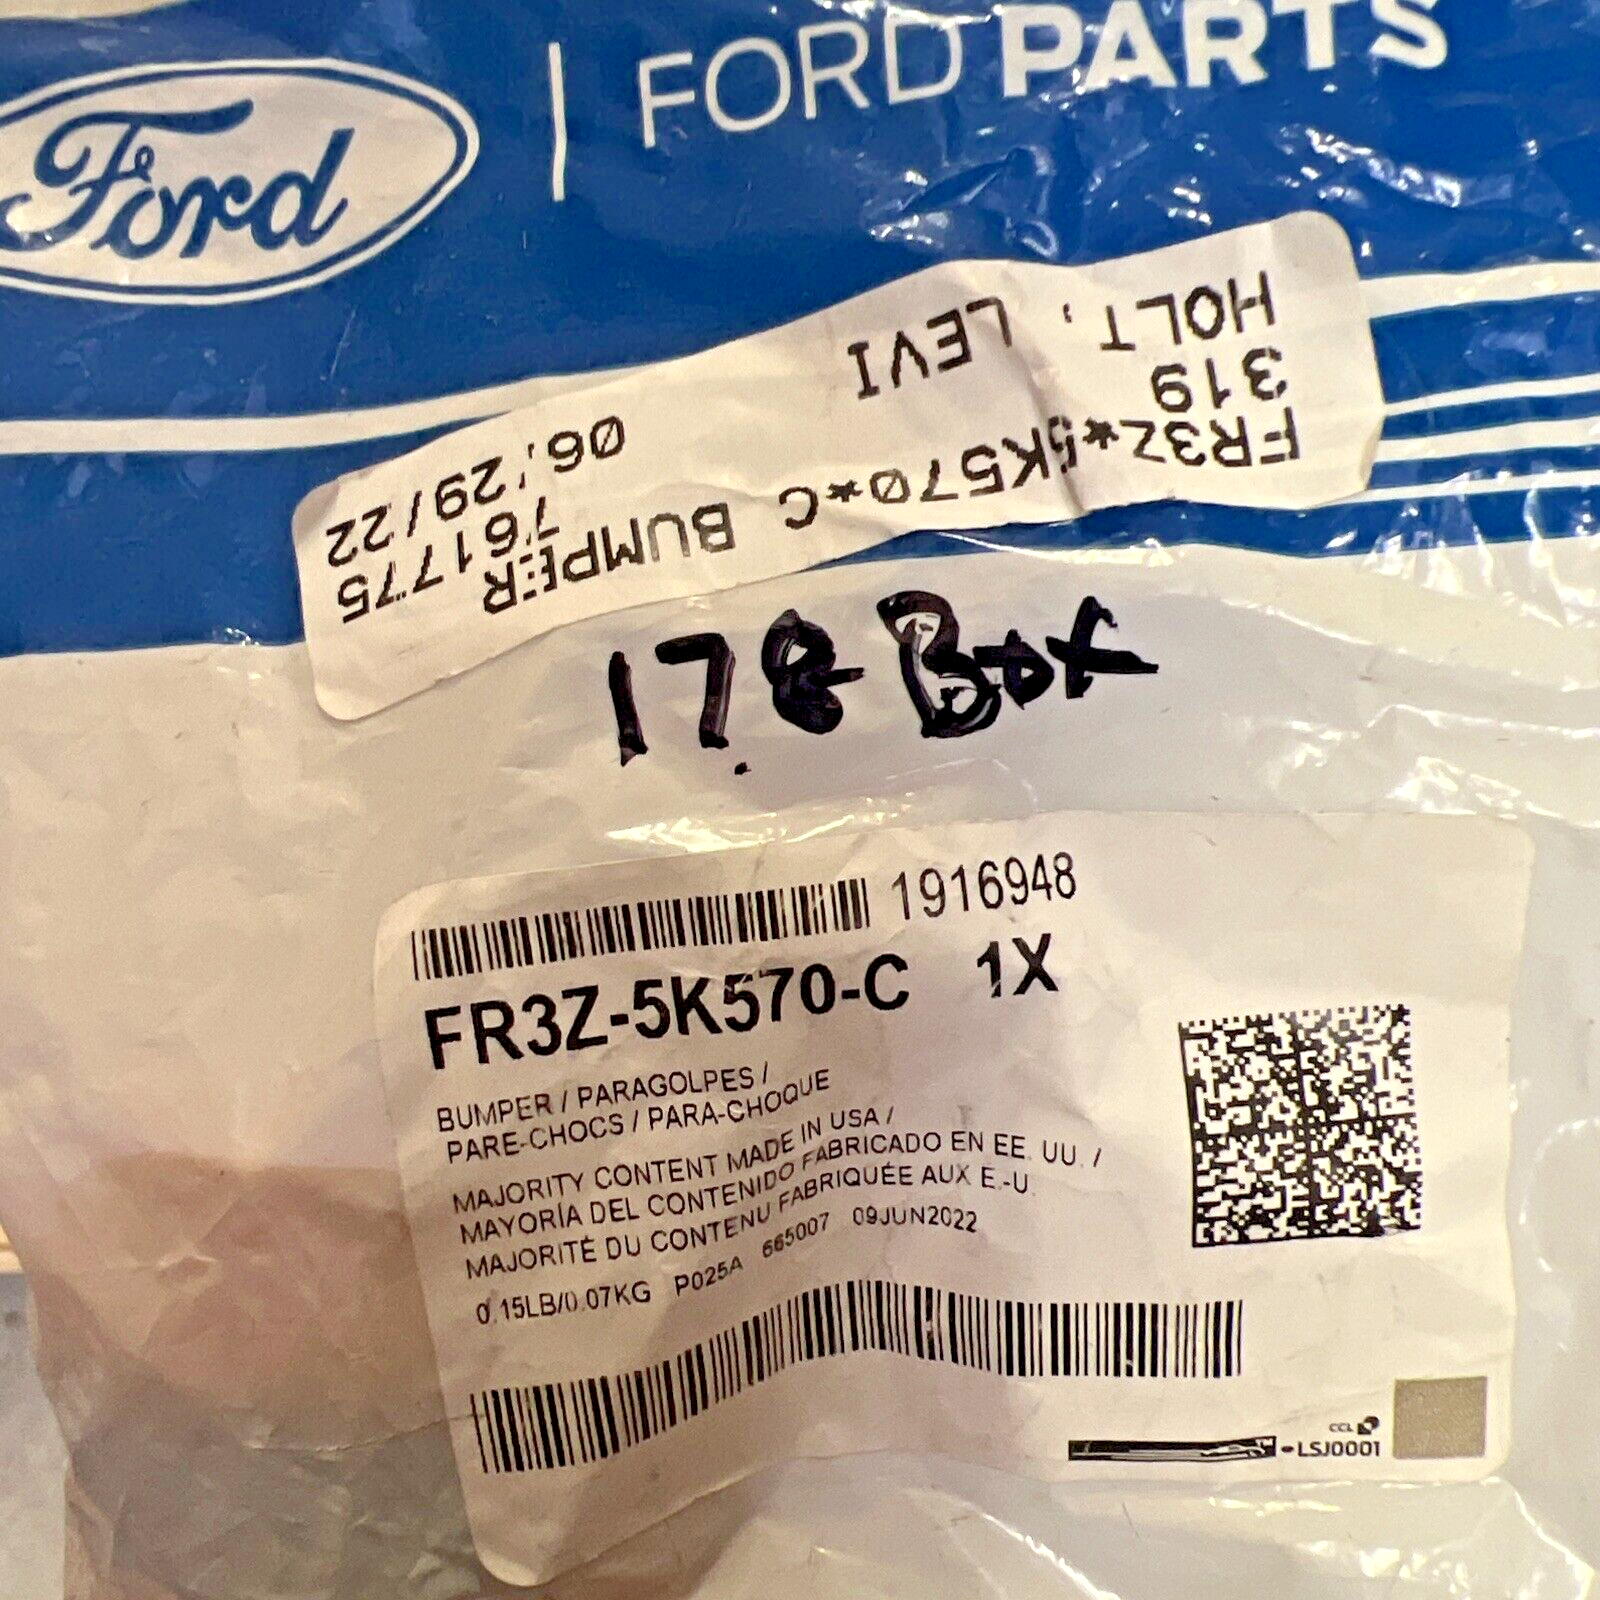 Ford
FORD PARTS
HOLT, LEVI
319 06/29/22
FR3Z*5K570*C BUMPER
761775
178 Box
1916948
FR3Z-5K570-C 1X
BUMPER / PARAGOLPES /
PARE-CHOCS / PARA-CHOQUE
MAJORITY CONTENT MADE IN USA /
MAYORÍA DEL CONTENIDO FABRICADO EN EE. UU. /
MAJORITÉ DU CONTENU FABRIQUÉE AUX E.-U.
0.15LB/0.07KG P025A 665007 09JUN2022
CCL
-LSJ0001